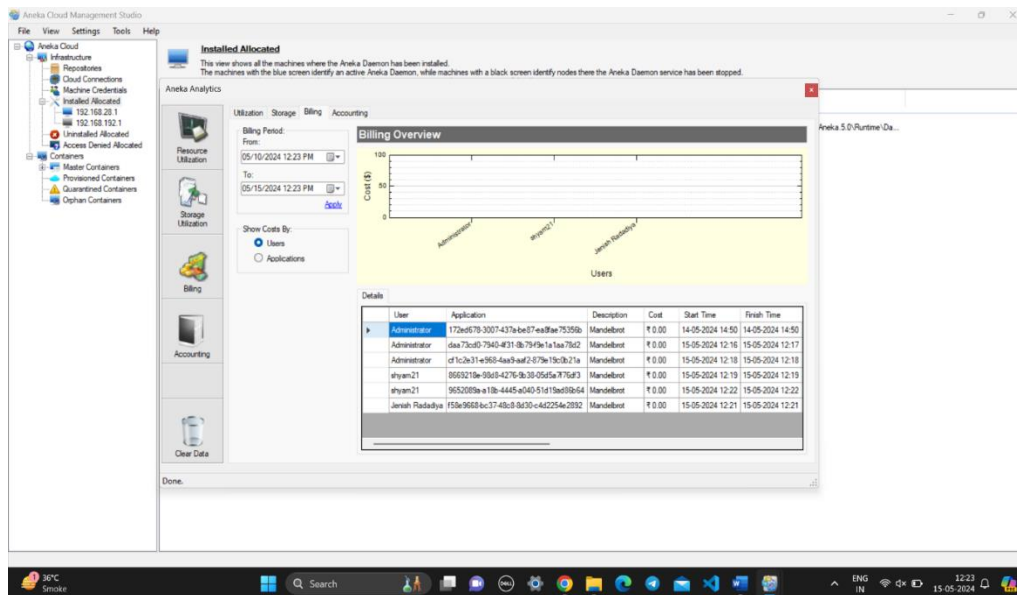 Aneka Cloud Management Studio
File View Settings Tools Help
Aneka Cloud
Infrastructure
Repositories
Cloud Connections
Machine Credentials
Installed Allocated
192.168.28.1
192.168.192.1
Uninstalled Allocated
Access Denied Allocated
Containers
Master Containers
Provisioned Containers
Quarantined Containers
Orphan Containers
Installed Allocated
This view shows all the machines where the Aneka Daemon has been installed.
The machines with the blue screen identify an active Aneka Daemon, while machines with a black screen identify nodes there the Aneka Daemon service has been stopped.
Aneka.5.0\Runtime\Da...
Aneka Analytics
Resource Utilization
Storage Utilization
Billing
Accounting
Clear Data
Utilization Storage Billing Accounting
Billing Period:
From:
05/10/2024 12:23 PM
To:
05/15/2024 12:23 PM
Apply
Show Costs By:
Users
Applications
Billing Overview
Cost ($)
100
50
0
Administrator shyam21 Jenish Radadiya
Users
Details
User Application Description Cost Start Time Finish Time
Administrator 172ed678-3007-437a-be87-ea8fae75356b Mandelbrot ₹ 0.00 14-05-2024 14:50 14-05-2024 14:50
Administrator daa73cd0-7940-4f31-8b79-f9e1a1aa78d2 Mandelbrot ₹ 0.00 15-05-2024 12:16 15-05-2024 12:17
Administrator cf1c2e31-e968-4aa9-aaf2-879e19c0b21a Mandelbrot ₹ 0.00 15-05-2024 12:18 15-05-2024 12:18
shyam21 8669218e-98d8-4276-9b38-05d5a7f76df3 Mandelbrot ₹ 0.00 15-05-2024 12:19 15-05-2024 12:19
shyam21 9652089a-a18b-4445-a040-51d19ad86b64 Mandelbrot ₹ 0.00 15-05-2024 12:22 15-05-2024 12:22
Jenish Radadiya f58e9668-bc37-48c8-8d30-c4d2254e2892 Mandelbrot ₹ 0.00 15-05-2024 12:21 15-05-2024 12:21
Done.
36°C
Smoke
Search
ENG
IN
12:23
15-05-2024